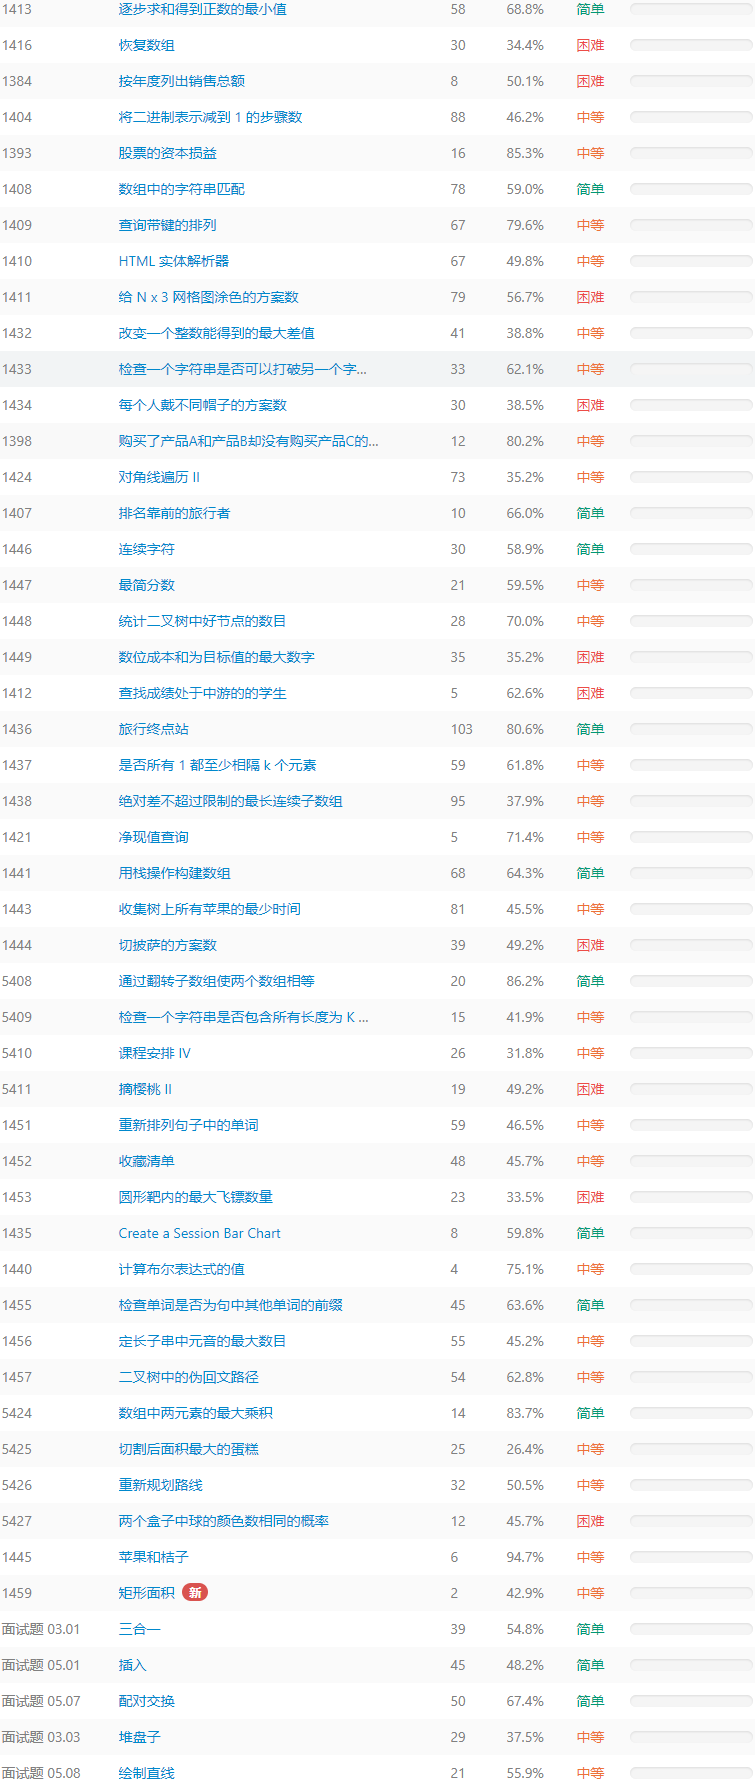 1413 逐步求和得到正数的最小值 58 68.8% 简单
1416 恢复数组 30 34.4% 困难
1384 按年度列出销售总额 8 50.1% 困难
1404 将二进制表示减到 1 的步骤数 88 46.2% 中等
1393 股票的资本损益 16 85.3% 中等
1408 数组中的字符串匹配 78 59.0% 简单
1409 查询带键的排列 67 79.6% 中等
1410 HTML 实体解析器 67 49.8% 中等
1411 给 N x 3 网格图涂色的方案数 79 56.7% 困难
1432 改变一个整数能得到的最大差值 41 38.8% 中等
1433 检查一个字符串是否可以打破另一个字... 33 62.1% 中等
1434 每个人戴不同帽子的方案数 30 38.5% 困难
1398 购买了产品A和产品B却没有购买产品C的... 12 80.2% 中等
1424 对角线遍历 II 73 35.2% 中等
1407 排名靠前的旅行者 10 66.0% 简单
1446 连续字符 30 58.9% 简单
1447 最简分数 21 59.5% 中等
1448 统计二叉树中好节点的数目 28 70.0% 中等
1449 数位成本和为目标值的最大数字 35 35.2% 困难
1412 查找成绩处于中游的的学生 5 62.6% 困难
1436 旅行终点站 103 80.6% 简单
1437 是否所有 1 都至少相隔 k 个元素 59 61.8% 中等
1438 绝对差不超过限制的最长连续子数组 95 37.9% 中等
1421 净现值查询 5 71.4% 中等
1441 用栈操作构建数组 68 64.3% 简单
1443 收集树上所有苹果的最少时间 81 45.5% 中等
1444 切披萨的方案数 39 49.2% 困难
5408 通过翻转子数组使两个数组相等 20 86.2% 简单
5409 检查一个字符串是否包含所有长度为 K ... 15 41.9% 中等
5410 课程安排 IV 26 31.8% 中等
5411 摘樱桃 II 19 49.2% 困难
1451 重新排列句子中的单词 59 46.5% 中等
1452 收藏清单 48 45.7% 中等
1453 圆形靶内的最大飞镖数量 23 33.5% 困难
1435 Create a Session Bar Chart 8 59.8% 简单
1440 计算布尔表达式的值 4 75.1% 中等
1455 检查单词是否为句中其他单词的前缀 45 63.6% 简单
1456 定长子串中元音的最大数目 55 45.2% 中等
1457 二叉树中的伪回文路径 54 62.8% 中等
5424 数组中两元素的最大乘积 14 83.7% 简单
5425 切割后面积最大的蛋糕 25 26.4% 中等
5426 重新规划路线 32 50.5% 中等
5427 两个盒子中球的颜色数相同的概率 12 45.7% 困难
1445 苹果和桔子 6 94.7% 中等
1459 矩形面积 新 2 42.9% 中等
面试题 03.01 三合一 39 54.8% 简单
面试题 05.01 插入 45 48.2% 简单
面试题 05.07 配对交换 50 67.4% 简单
面试题 03.03 堆盘子 29 37.5% 中等
面试题 05.08 绘制直线 21 55.9% 中等